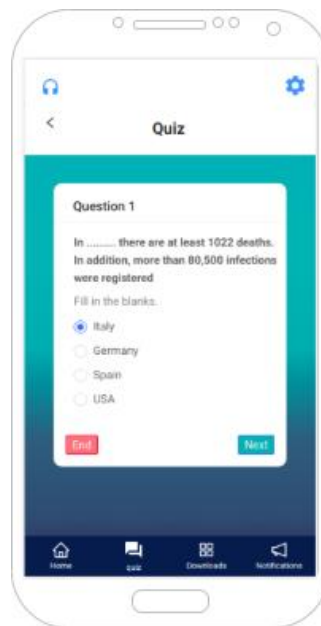 Quiz
Question 1
In ......... there are at least 1022 deaths.
In addition, more than 80,500 infections
were registered
Fill in the blanks.
Italy
Germany
Spain
USA
End
Next
Home
quiz
Downloads
Notifications